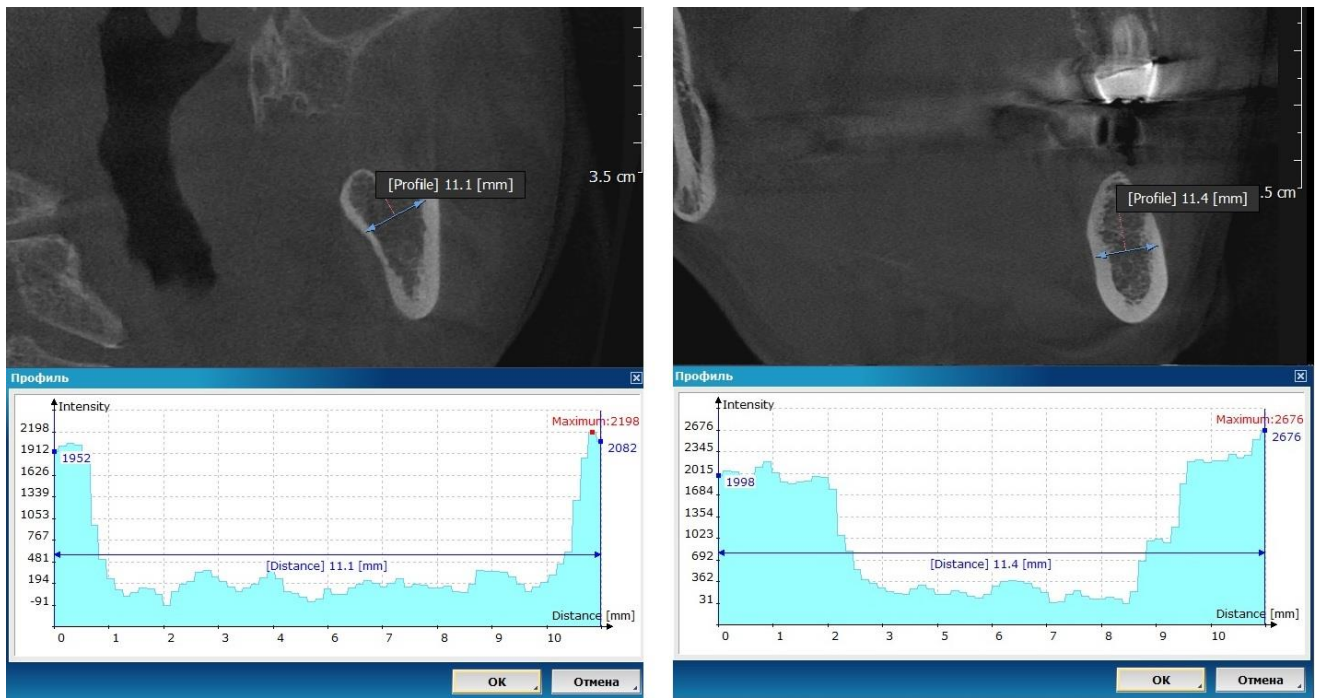 [Profile] 11.1 [mm]
3.5 cm
Профиль
Intensity
Maximum:2198
2198
1912
1952
2082
1626
1339
1053
767
481
[Distance] 11.1 [mm]
194
-91
Distance [mm]
0 1 2 3 4 5 6 7 8 9 10
OK
Отмена
[Profile] 11.4 [mm]
.5 cm
Профиль
Intensity
Maximum:2676
2676
2676
2345
2015
1998
1684
1354
1023
692
[Distance] 11.4 [mm]
362
31
Distance [mm]
0 1 2 3 4 5 6 7 8 9 10
OK
Отмена